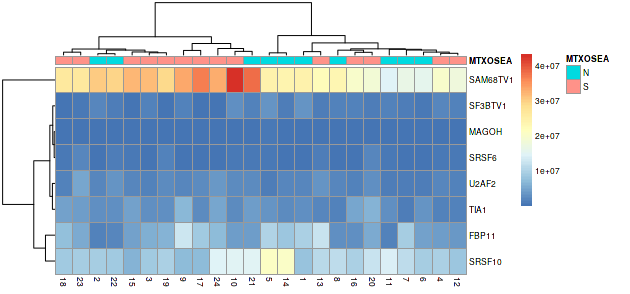 MTXOSEA
SAM68TV1
SF3BTV1
MAGOH
SRSF6
U2AF2
TIA1
FBP11
SRSF10
18 23 2 22 15 3 19 9 17 24 10 21 5 14 1 13 8 16 20 11 7 6 4 12
4e+07
3e+07
2e+07
1e+07
MTXOSEA
N
S